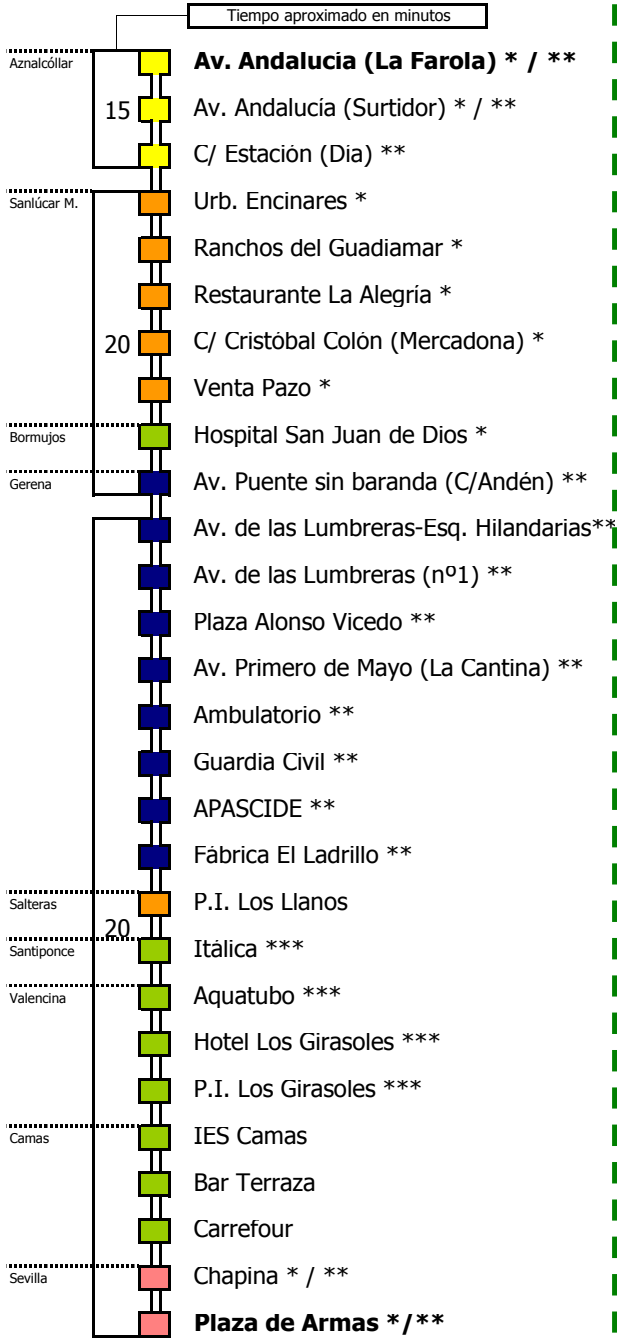 Tiempo aproximado en minutos
Aznalcóllar
Av. Andalucía (La Farola) * / **
15
Av. Andalucía (Surtidor) * / **
C/ Estación (Dia) **
Sanlúcar M.
Urb. Encinares *
Ranchos del Guadiamar *
Restaurante La Alegría *
20
C/ Cristóbal Colón (Mercadona) *
Venta Pazo *
Bormujos
Hospital San Juan de Dios *
Gerena
Av. Puente sin baranda (C/Andén) **
Av. de las Lumbreras-Esq. Hilandarias**
Av. de las Lumbreras (nº1) **
Plaza Alonso Vicedo **
Av. Primero de Mayo (La Cantina) **
Ambulatorio **
Guardia Civil **
APASCIDE **
Fábrica El Ladrillo **
Salteras
P.I. Los Llanos
20
Santiponce
Itálica ***
Valencina
Aquatubo ***
Hotel Los Girasoles ***
P.I. Los Girasoles ***
Camas
IES Camas
Bar Terraza
Carrefour
Sevilla
Chapina * / **
Plaza de Armas */**